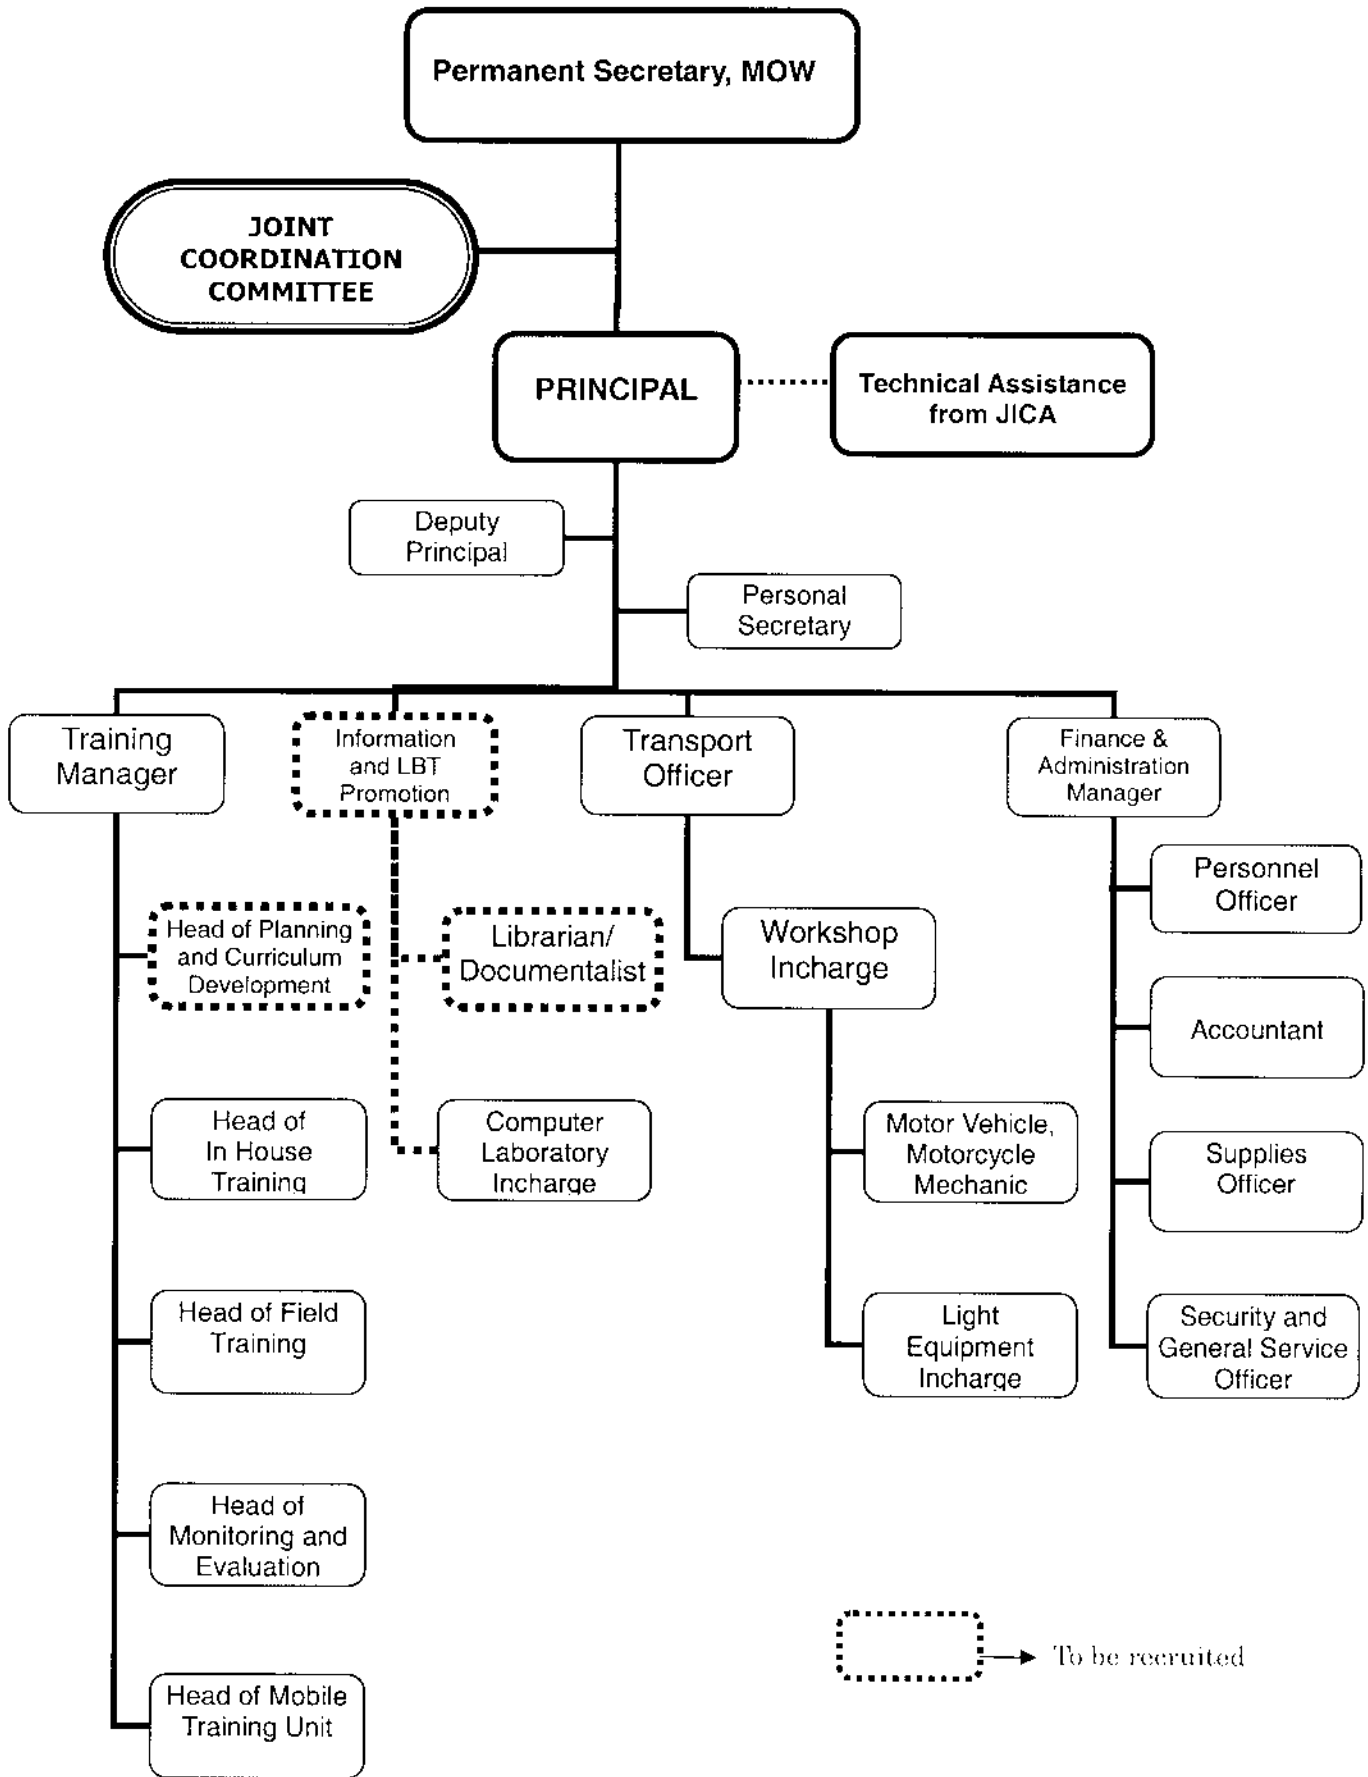 Permanent Secretary, MOW
JOINT
COORDINATION
COMMITTEE
PRINCIPAL
Technical Assistance
from JICA
Deputy
Principal
Personal
Secretary
Training
Manager
Information
and LBT
Promotion
Transport
Officer
Finance &
Administration
Manager
Head of Planning
and Curriculum
Development
Head of
In House
Training
Head of Field
Training
Head of
Monitoring and
Evaluation
Head of Mobile
Training Unit
Librarian/
Documentalist
Computer
Laboratory
Incharge
Workshop
Incharge
Motor Vehicle,
Motorcycle
Mechanic
Light
Equipment
Incharge
Personnel
Officer
Accountant
Supplies
Officer
Security and
General Service
Officer
To be recruited